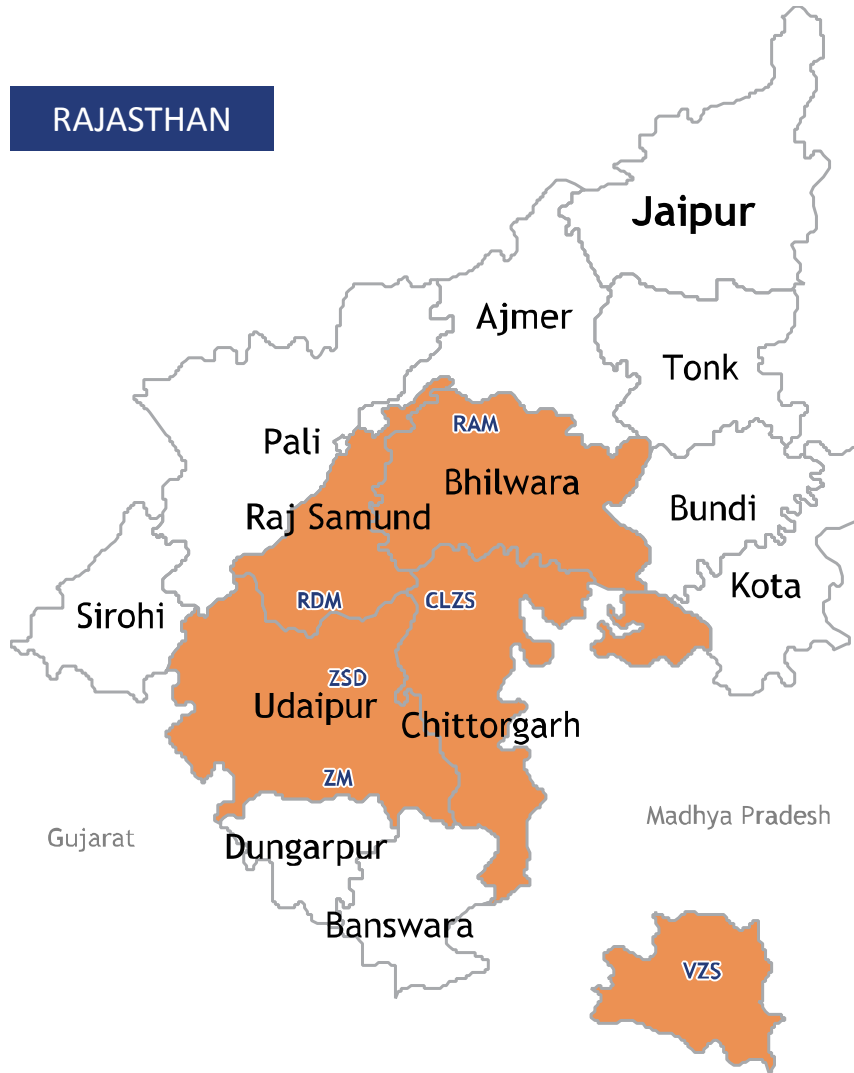 RAJASTHAN
Jaipur
Ajmer
Tonk
RAM
Pali
Bhilwara
Raj Samund
Bundi
Kota
RDM
CLZS
Sirohi
ZSD
Udaipur
Chittorgarh
ZM
Madhya Pradesh
Gujarat
Dungarpur
Banswara
VZS